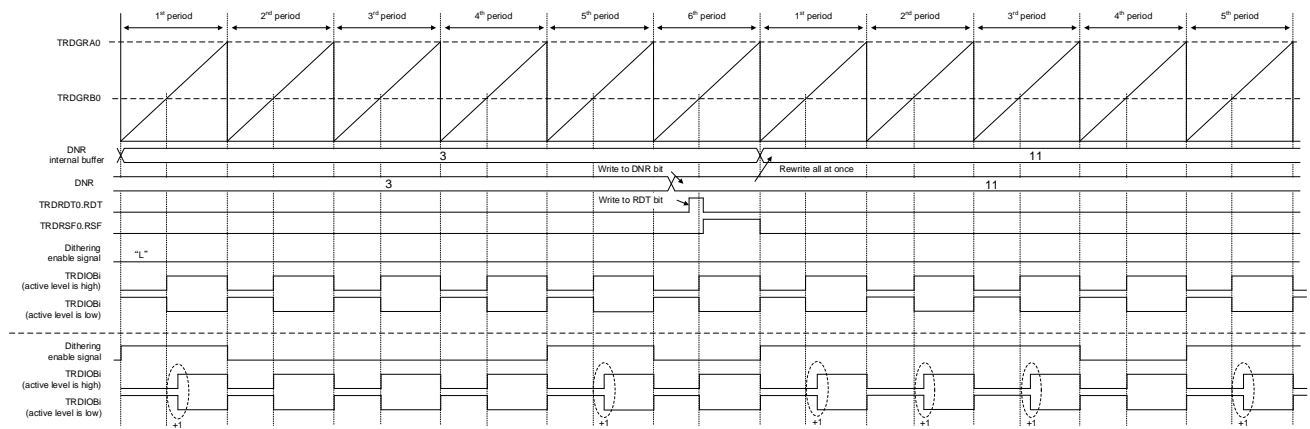 1st period 2nd period 3rd period 4th period 5th period 6th period 1st period 2nd period 3rd period 4th period 5th period
TRDGRA0
TRDGRB0
DNR
internal buffer
3
11
Write to DNR bit
Rewrite all at once
DNR
3
11
Write to RDT bit
TRDRDT0.RDT
TRDRSF0.RSF
Dithering
enable signal
"L"
TRDIOBi
(active level is high)
TRDIOBi
(active level is low)
Dithering
enable signal
TRDIOBi
(active level is high)
TRDIOBi
(active level is low)
+1 +1 +1 +1 +1 +1